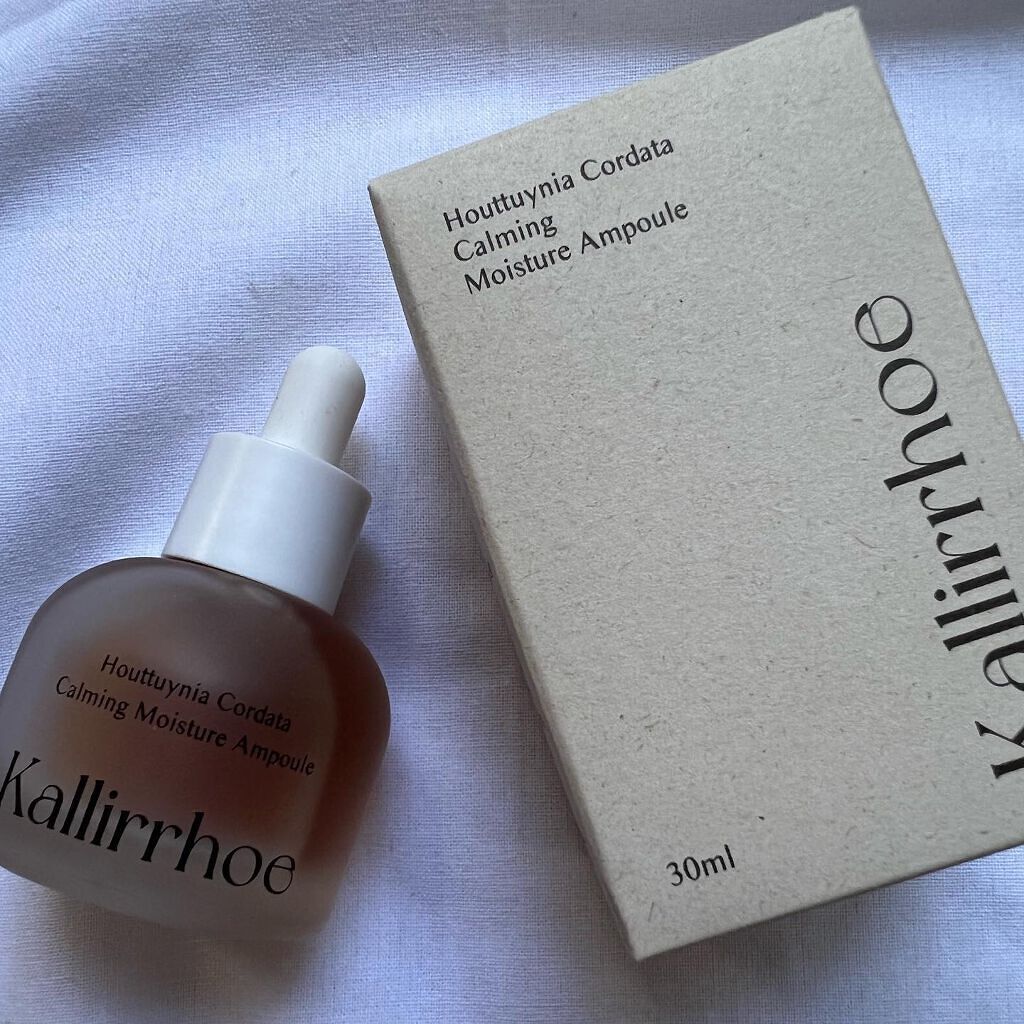 Houttuynia Cordata
Calming
Moisture Ampoule
Kallirrhoe
30ml
Houttuynia Cordata
Calming Moisture Ampoule
Kallirrhoe